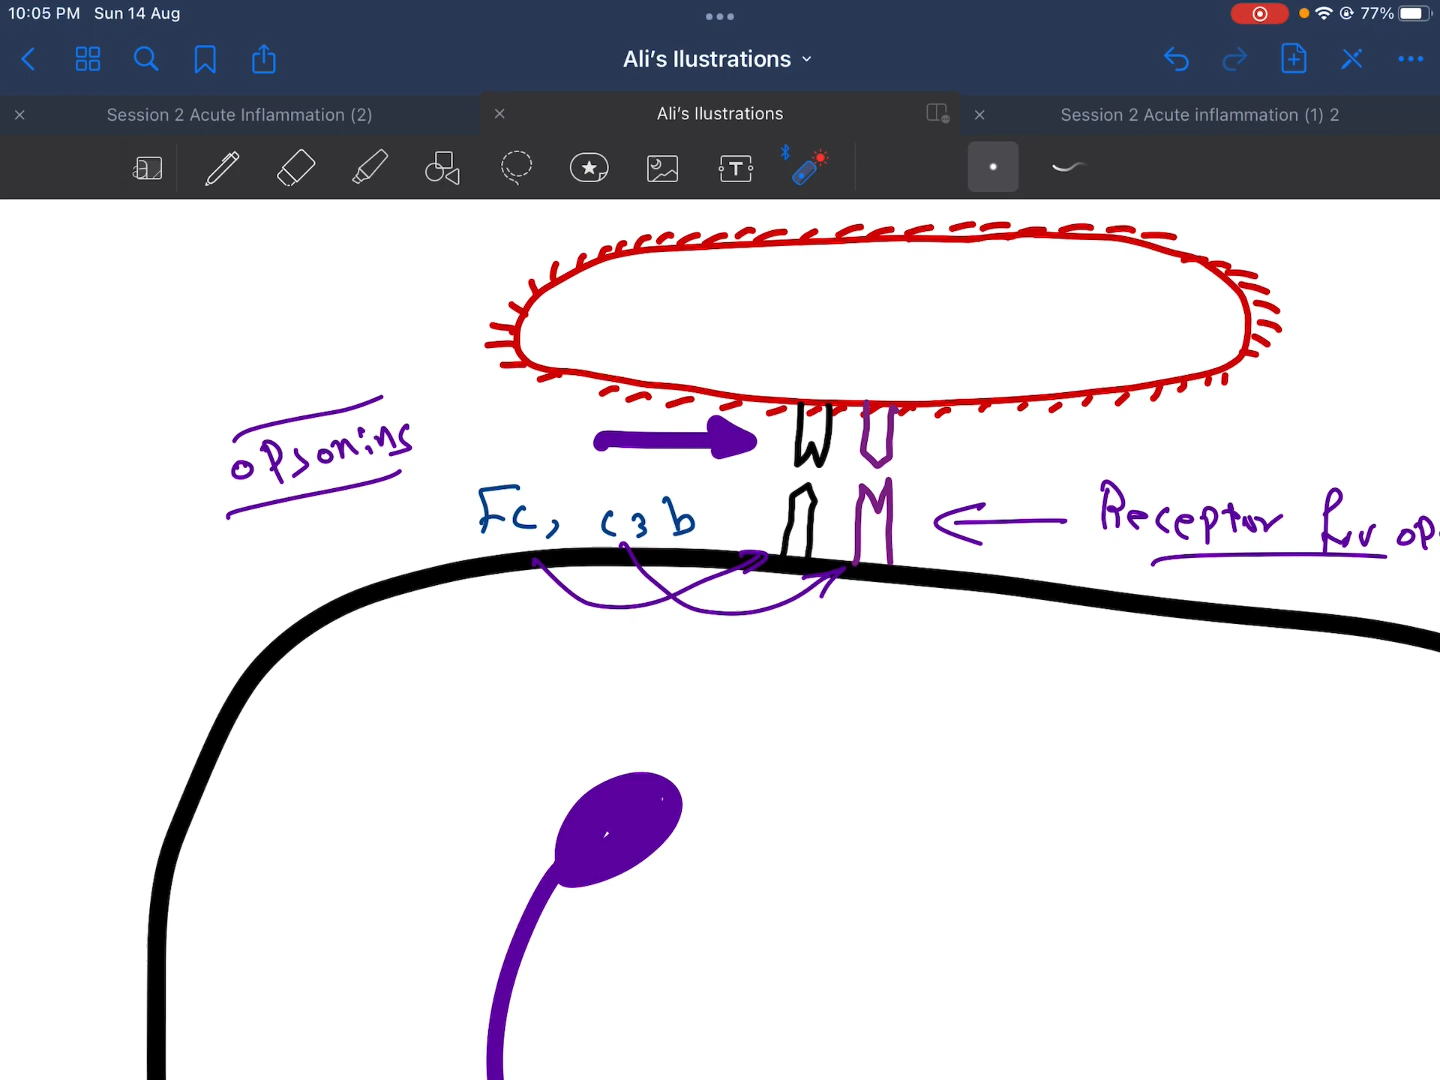 10:05 PM Sun 14 Aug
77%
Ali's Ilustrations
Session 2 Acute Inflammation (2)
Ali's Ilustrations
Session 2 Acute inflammation (1) 2
a
T
opsonins
Fc, c3b
Receptor for op